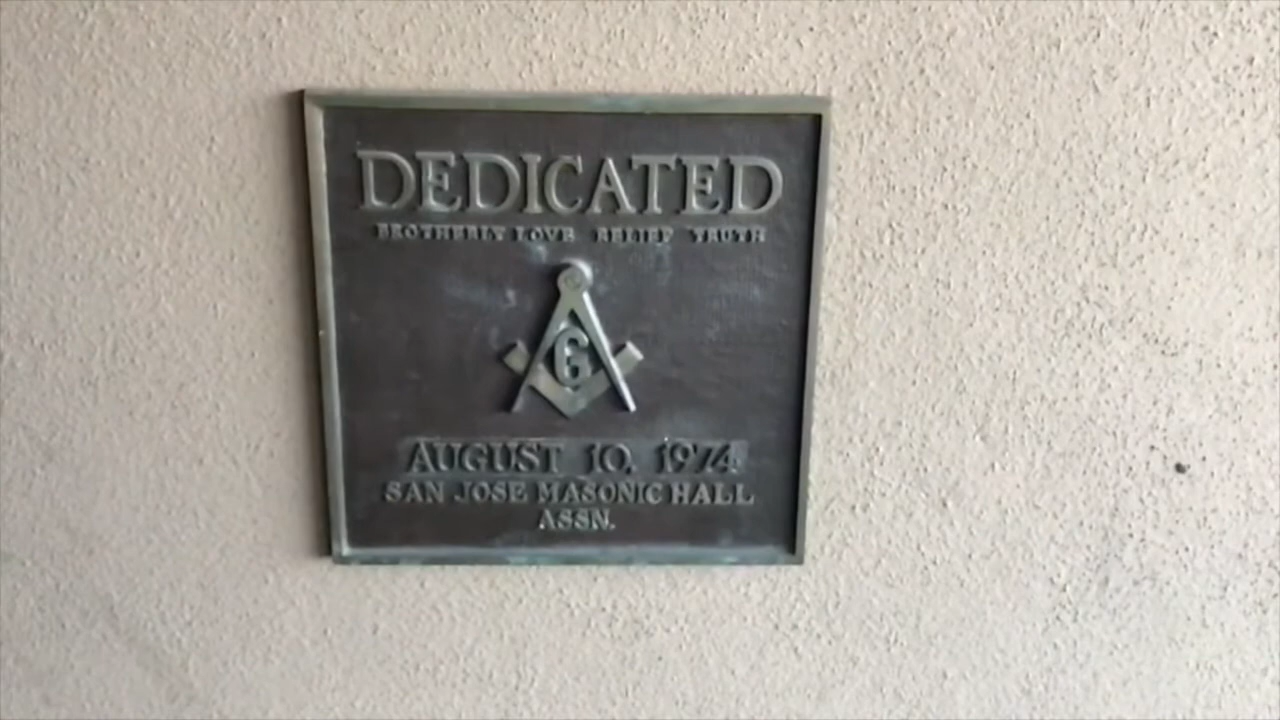 DEDICATED
BROTHERLY LOVE RELIEF TRUTH
G
AUGUST 10, 1974
SAN JOSE MASONIC HALL
ASSN.